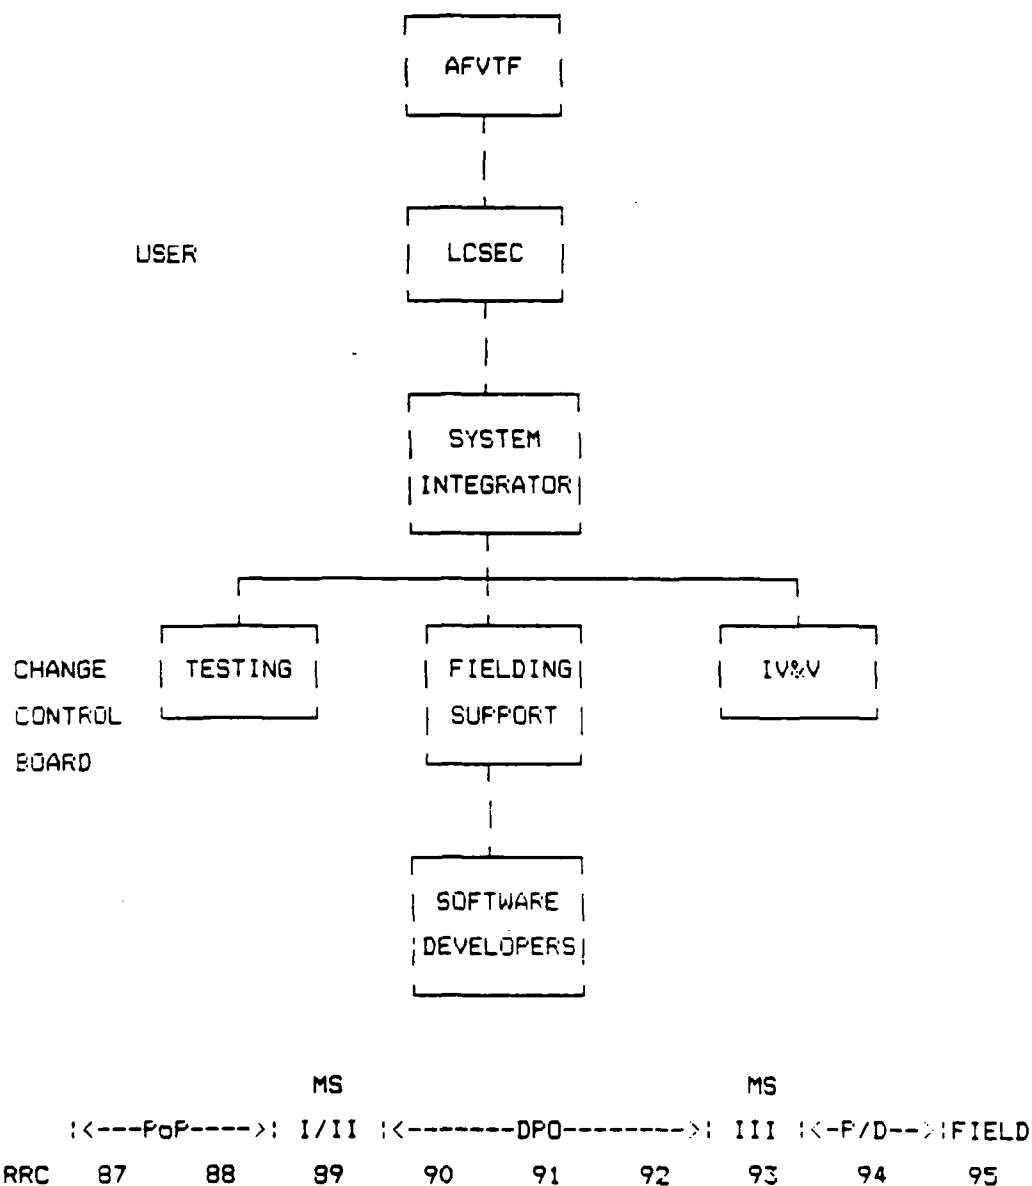 AFVTF
USER
LCSEC
SYSTEM
INTEGRATOR
CHANGE
CONTROL
BOARD
TESTING
FIELDING
SUPPORT
IV&V
SOFTWARE
DEVELOPERS
MS MS
|<---PoP---->| I/II |<-------DPO-------->| III |<-P/D-->|FIELD
RRC 87 88 89 90 91 92 93 94 95